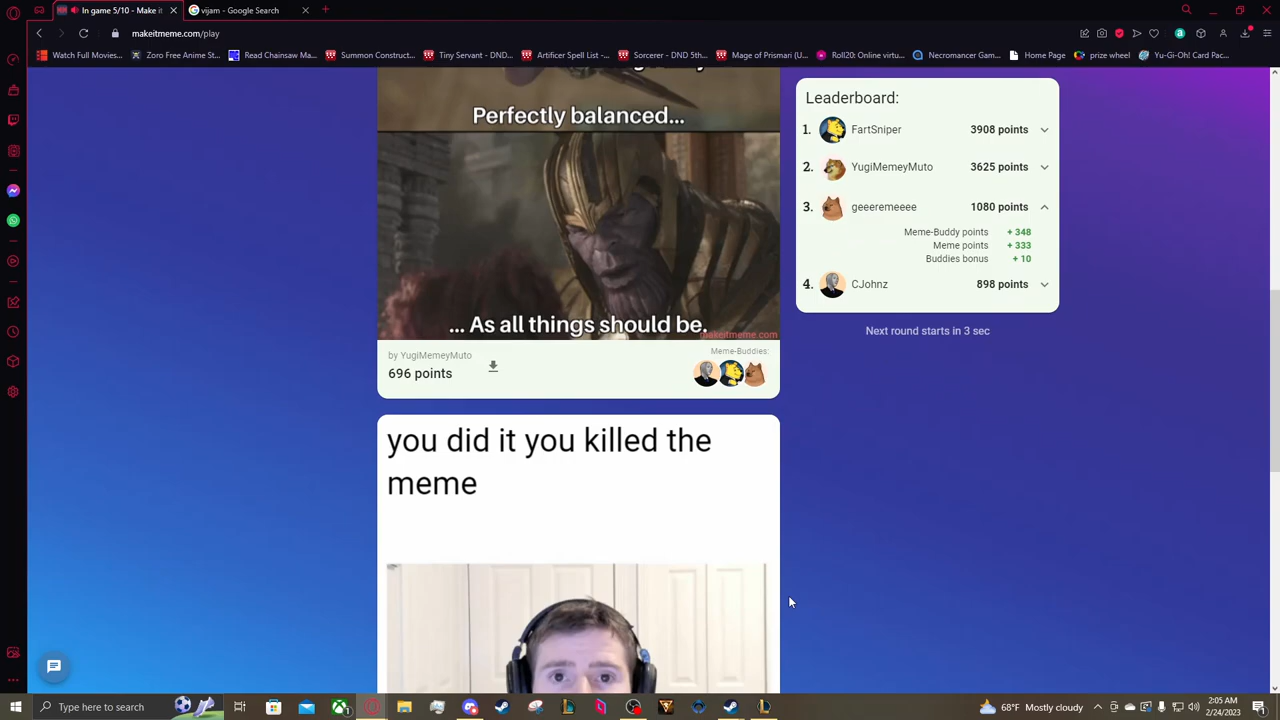 In game 5/10 - Make it
vijam - Google Search
makeitmeme.com/play
Watch Full Movies...
Zoro Free Anime St...
Read Chainsaw Ma...
Summon Construct...
Tiny Servant - DND...
Artificer Spell List -...
Sorcerer - DND 5th...
Mage of Prismari (U...
Roll20: Online virtu...
Necromancer Gam...
Home Page
prize wheel
Yu-Gi-Oh! Card Pac...
Perfectly balanced...
... As all things should be.
makeitmeme.com
by YugiMemeyMuto
696 points
Meme-Buddies:
you did it you killed the
meme
Leaderboard:
1. FartSniper 3908 points
2. YugiMemeyMuto 3625 points
3. geeeremeeee 1080 points
Meme-Buddy points + 348
Meme points + 333
Buddies bonus + 10
4. CJohnz 898 points
Next round starts in 3 sec
Type here to search
68°F Mostly cloudy
2:05 AM
2/24/2023